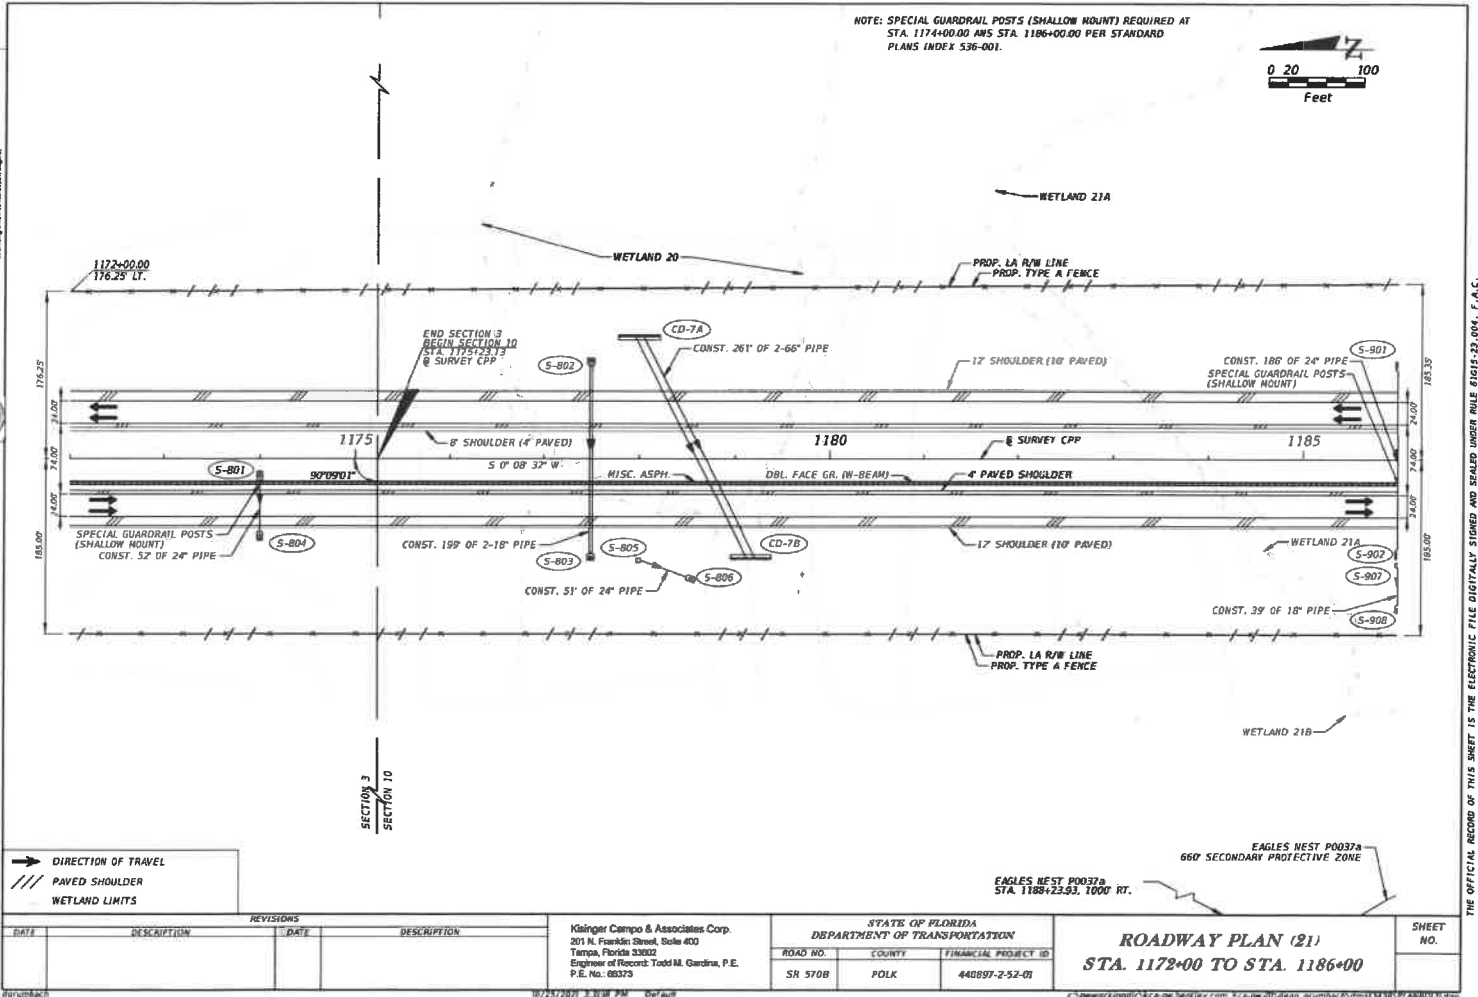 NOTE: SPECIAL GUARDRAIL POSTS (SHALLOW MOUNT) REQUIRED AT
STA. 1174+00.00 ANS STA. 1186+00.00 PER STANDARD
PLANS INDEX 536-001.
Z
0 20 100
Feet
WETLAND 21A
WETLAND 20
1172+00.00
176.25' LT.
PROP. LA R/W LINE
PROP. TYPE A FENCE
END SECTION 3
BEGIN SECTION 10
STA. 1175+23.13
@ SURVEY CPP
CD-7A
CONST. 261' OF 2-66" PIPE
S-802
12' SHOULDER (10' PAVED)
S-901
CONST. 186' OF 24" PIPE
SPECIAL GUARDRAIL POSTS
(SHALLOW MOUNT)
176.25'
185.35'
24.00'
24.00'
1175
8' SHOULDER (4' PAVED)
1180
SURVEY CPP
1185
S-801
90°09'01"
S 0° 08' 32" W
MISC. ASPH.
DBL. FACE GR. (W-BEAM)
4' PAVED SHOULDER
74.00'
74.00'
24.00'
24.00'
SPECIAL GUARDRAIL POSTS
(SHALLOW MOUNT)
CONST. 52' OF 24" PIPE
S-804
CONST. 199' OF 2-18" PIPE
S-803
S-805
S-806
CD-7B
12' SHOULDER (10' PAVED)
WETLAND 21A
S-902
S-907
CONST. 51' OF 24" PIPE
CONST. 39' OF 18" PIPE
S-908
185.00'
185.00'
PROP. LA R/W LINE
PROP. TYPE A FENCE
WETLAND 21B
SECTION 3
SECTION 10
EAGLES NEST P0037a
660' SECONDARY PROTECTIVE ZONE
EAGLES NEST P0037a
STA. 1188+23.93, 1000' RT.
DIRECTION OF TRAVEL
PAVED SHOULDER
WETLAND LIMITS
REVISIONS
DATE DESCRIPTION DATE DESCRIPTION
Kisinger Campo & Associates Corp.
201 N. Franklin Street, Suite 400
Tampa, Florida 33602
Engineer of Record: Todd M. Gardina, P.E.
P.E. No.: 66373
STATE OF FLORIDA
DEPARTMENT OF TRANSPORTATION
ROAD NO. COUNTY FINANCIAL PROJECT ID
SR 570B POLK 440897-2-52-01
ROADWAY PLAN (21)
STA. 1172+00 TO STA. 1186+00
SHEET
NO.
THE OFFICIAL RECORD OF THIS SHEET IS THE ELECTRONIC FILE DIGITALLY SIGNED AND SEALED UNDER RULE 61G15-23.004, F.A.C.
Default